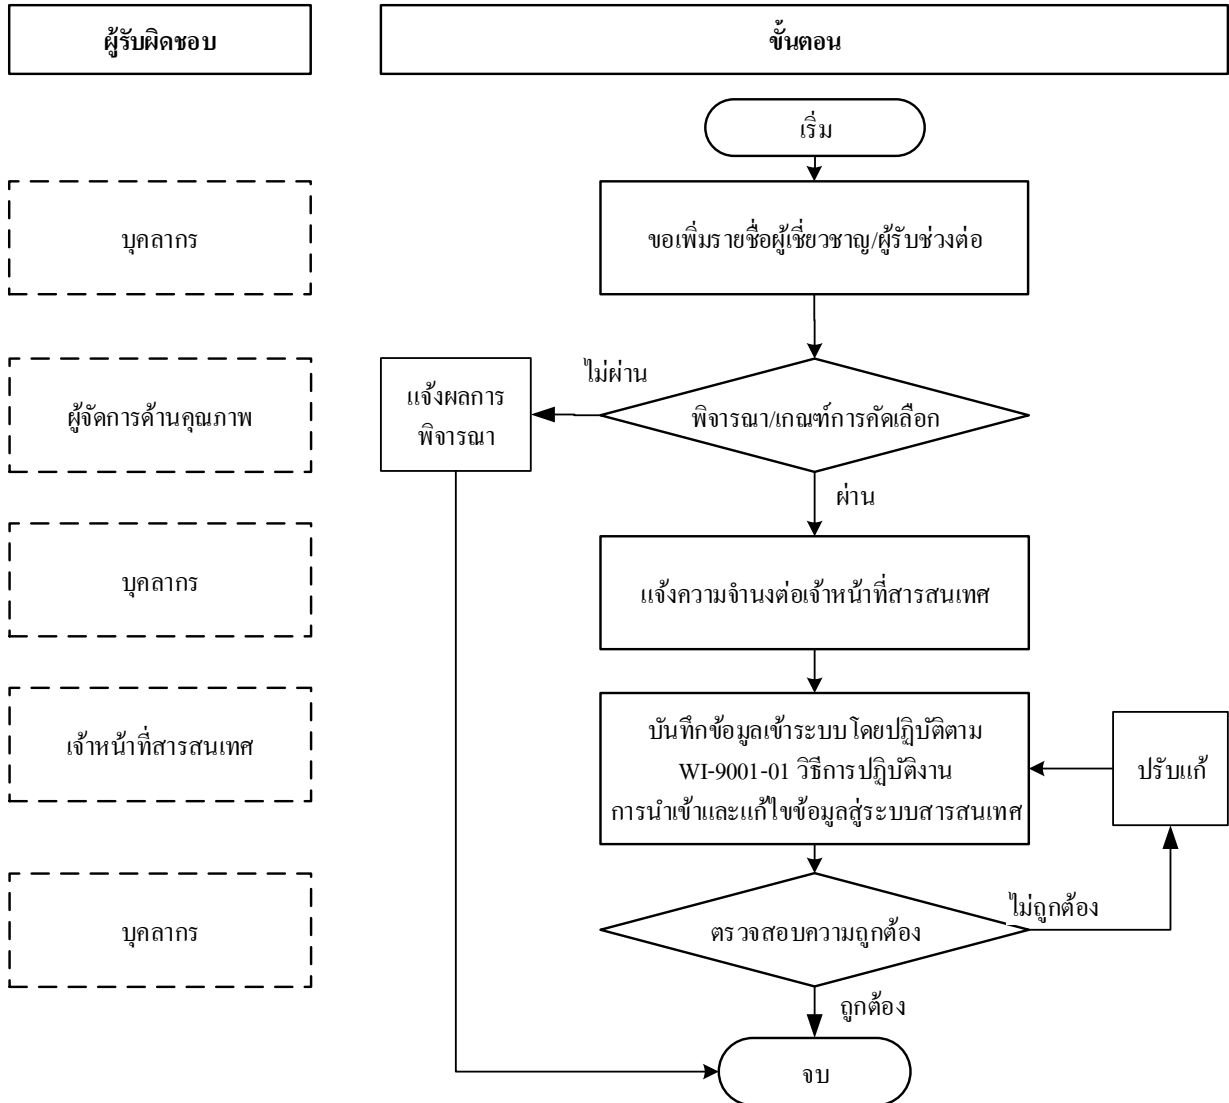 ผู้รับผิดชอบ
ขั้นตอน
เริ่ม
บุคลากร
ขอเพิ่มรายชื่อผู้เชี่ยวชาญ/ผู้รับช่วงต่อ
ผู้จัดการด้านคุณภาพ
แจ้งผลการ
พิจารณา
ไม่ผ่าน
พิจารณา/เกณฑ์การคัดเลือก
ผ่าน
บุคลากร
แจ้งความจำนงต่อเจ้าหน้าที่สารสนเทศ
เจ้าหน้าที่สารสนเทศ
บันทึกข้อมูลเข้าระบบ โดยปฏิบัติตาม
WI-9001-01 วิธีการปฏิบัติงาน
การนำเข้าและแก้ไขข้อมูลสู่ระบบสารสนเทศ
ปรับแก้
บุคลากร
ตรวจสอบความถูกต้อง
ไม่ถูกต้อง
ถูกต้อง
จบ